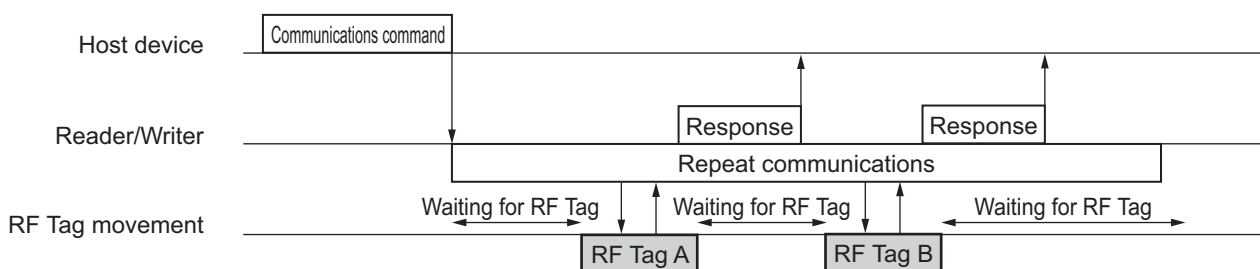 Host device
Communications command
Reader/Writer
Response
Response
Repeat communications
RF Tag movement
Waiting for RF Tag
Waiting for RF Tag
Waiting for RF Tag
RF Tag A
RF Tag B